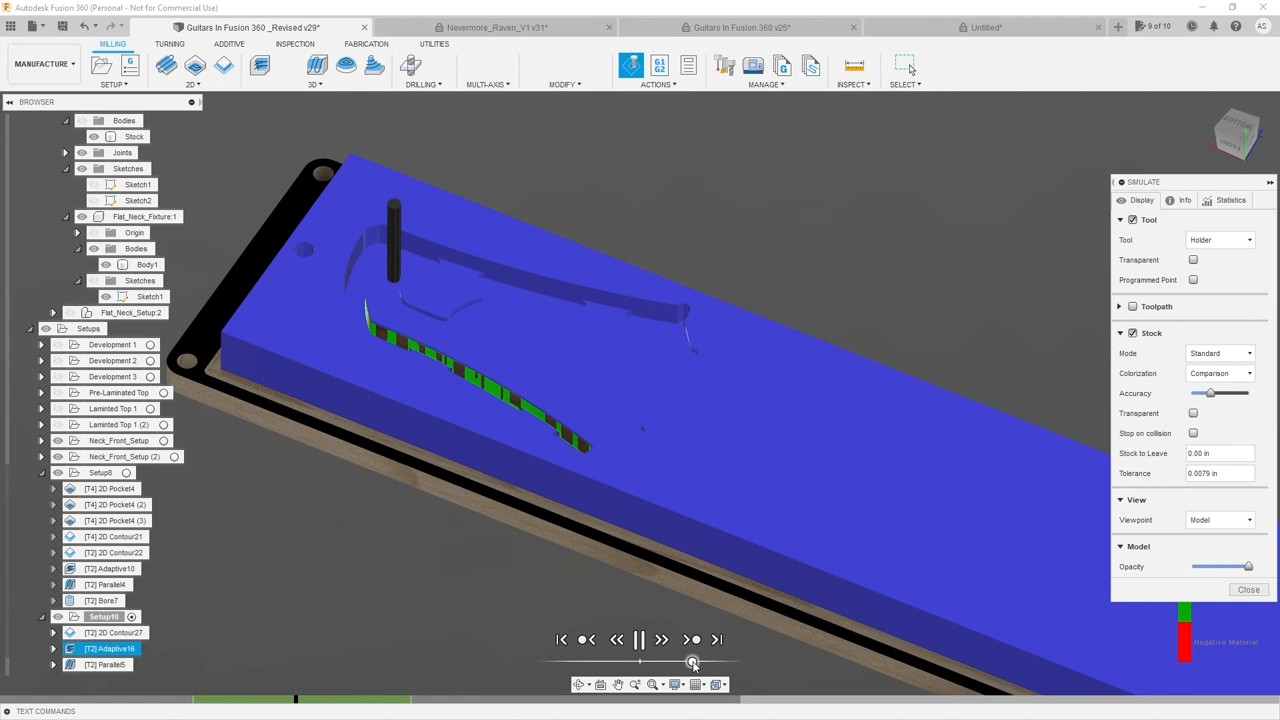 Autodesk Fusion 360 (Personal - Not for Commercial Use)
Guitars In Fusion 360 _Revised v29*
Nevermore_Raven_V1 v31*
Guitars In Fusion 360 v25*
Untitled*
9 of 10
AS
MILLING
TURNING
ADDITIVE
INSPECTION
FABRICATION
UTILITIES
MANUFACTURE
G1
G2
SETUP
2D
3D
DRILLING
MULTI-AXIS
MODIFY
ACTIONS
MANAGE
INSPECT
SELECT
BROWSER
Bodies
Stock
Joints
Sketches
Sketch1
Sketch2
Flat_Neck_Fixture:1
Origin
Bodies
Body1
Sketches
Sketch1
Flat_Neck_Setup:2
Setups
Development 1
Development 2
Development 3
Pre-Laminated Top
Laminted Top 1
Laminted Top 1 (2)
Neck_Front_Setup
Neck_Front_Setup (2)
Setup8
[T4] 2D Pocket4
[T4] 2D Pocket4 (2)
[T4] 2D Pocket4 (3)
[T4] 2D Contour21
[T2] 2D Contour22
[T2] Adaptive10
[T2] Parallel4
[T2] Bore7
Setup10
[T2] 2D Contour27
[T2] Adaptive16
[T2] Parallel5
BOTTOM
SIMULATE
Display
Info
Statistics
Tool
Tool
Holder
Transparent
Programmed Point
Toolpath
Stock
Mode
Standard
Colorization
Comparison
Accuracy
Transparent
Stop on collision
Stock to Leave
0.00 in
Tolerance
0.0079 in
View
Viewpoint
Model
Model
Opacity
Close
Negative Material
TEXT COMMANDS